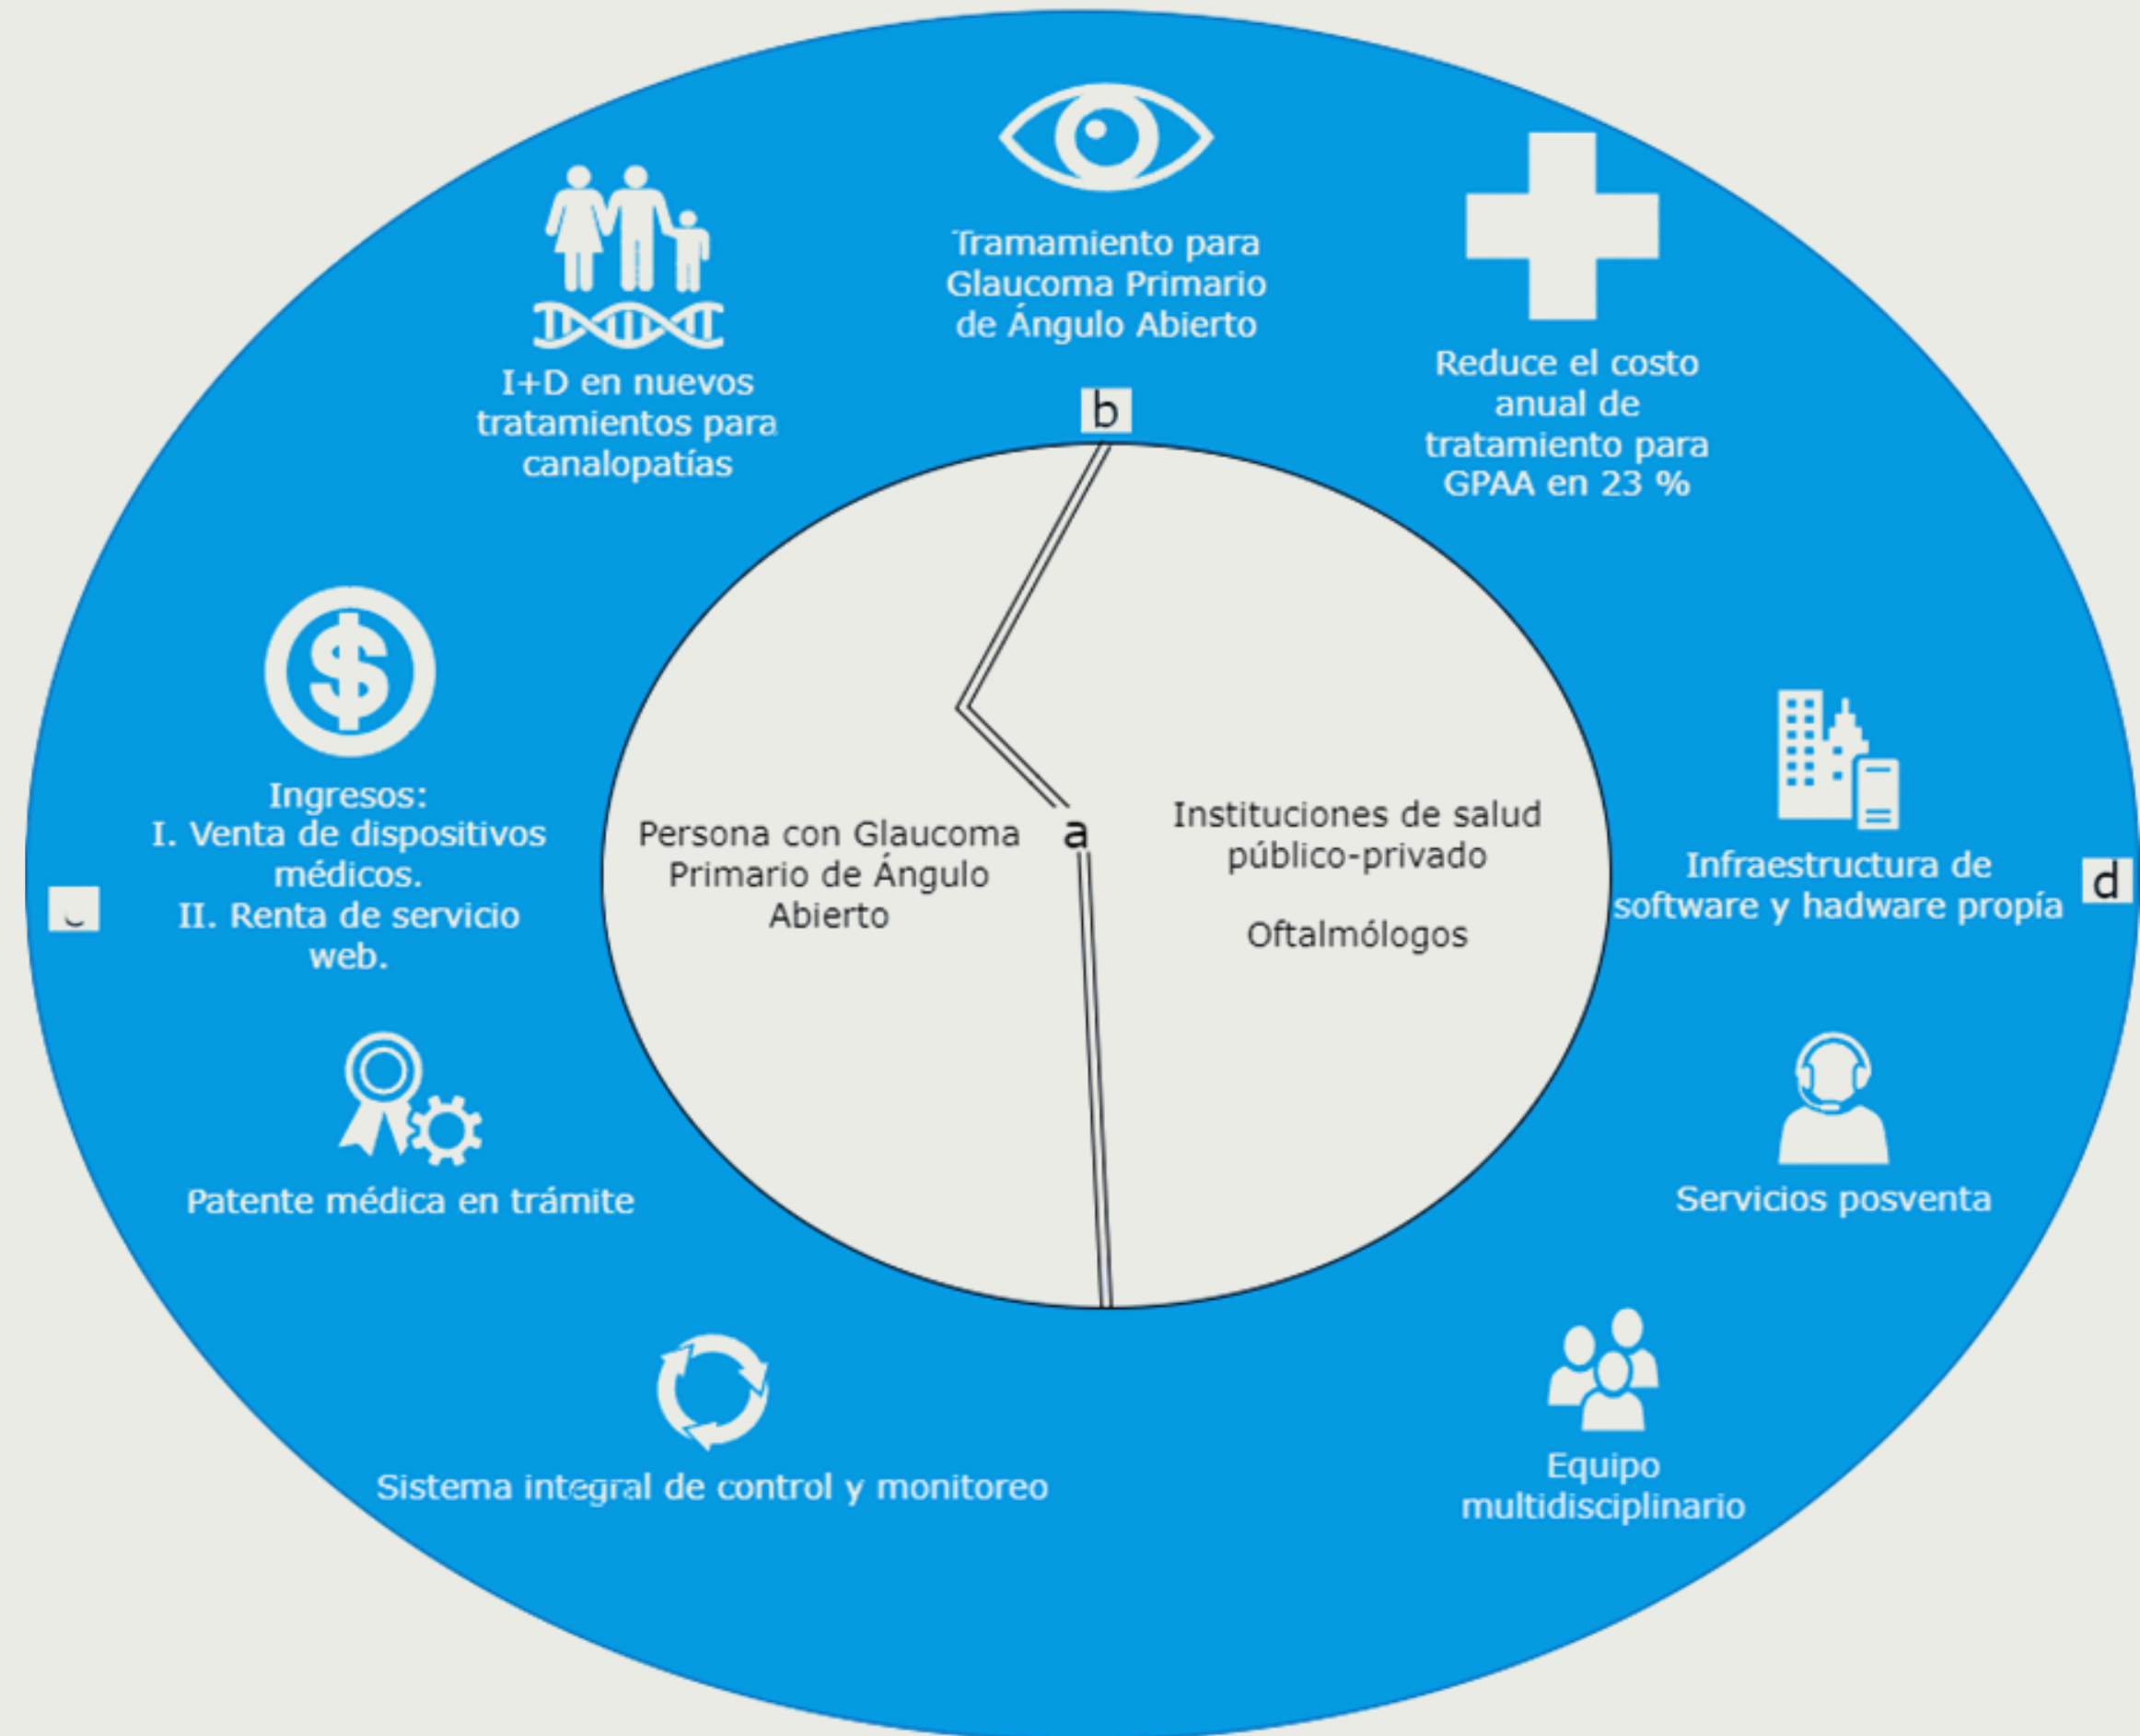 Tramamiento para
Glaucoma Primario
de Ángulo Abierto
b
I+D en nuevos
tratamientos para
canalopatías
Reduce el costo
anual de
tratamiento para
GPAA en 23 %
Ingresos:
I. Venta de dispositivos
médicos.
II. Renta de servicio
web.
Persona con Glaucoma
Primario de Ángulo
Abierto
a
Instituciones de salud
público-privado
Oftalmólogos
Infraestructura de
software y hadware propía
d
Patente médica en trámite
Servicios posventa
Sistema integral de control y monitoreo
Equipo
multidisciplinario